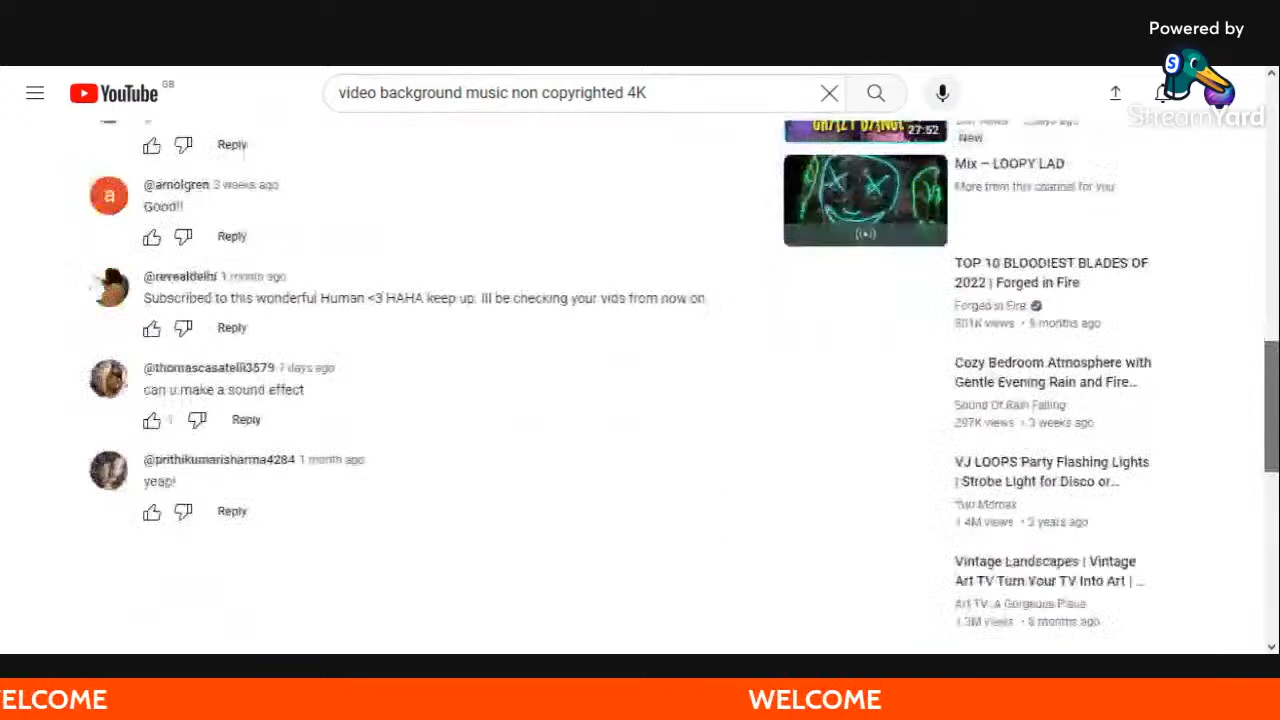 Powered by
StreamYard
YouTube GB
video background music non copyrighted 4K
27:52
New
Reply
Mix – LOOPY LAD
More from this channel for you
@arnolgren 3 weeks ago
Good!!
Reply
@revealdelhi 1 month ago
Subscribed to this wonderful Human <3 HAHA keep up. Ill be checking your vids from now on
Reply
@thomascasatelli3579 7 days ago
can u make a sound effect
1
Reply
@prithikumarisharma4284 1 month ago
yeap!
Reply
TOP 10 BLOODIEST BLADES OF
2022 | Forged in Fire
Forged in Fire
801K views • months ago
Cozy Bedroom Atmosphere with
Gentle Evening Rain and Fire...
Sound Of Rain Falling
297K views • 3 weeks ago
VJ LOOPS Party Flashing Lights
| Strobe Light for Disco or...
1.4M views • 3 years ago
Vintage Landscapes | Vintage
Art TV Turn Your TV Into Art | ...
Art TV: A Gorgeous Place
1.3M views • months ago
ELCOME
WELCOME